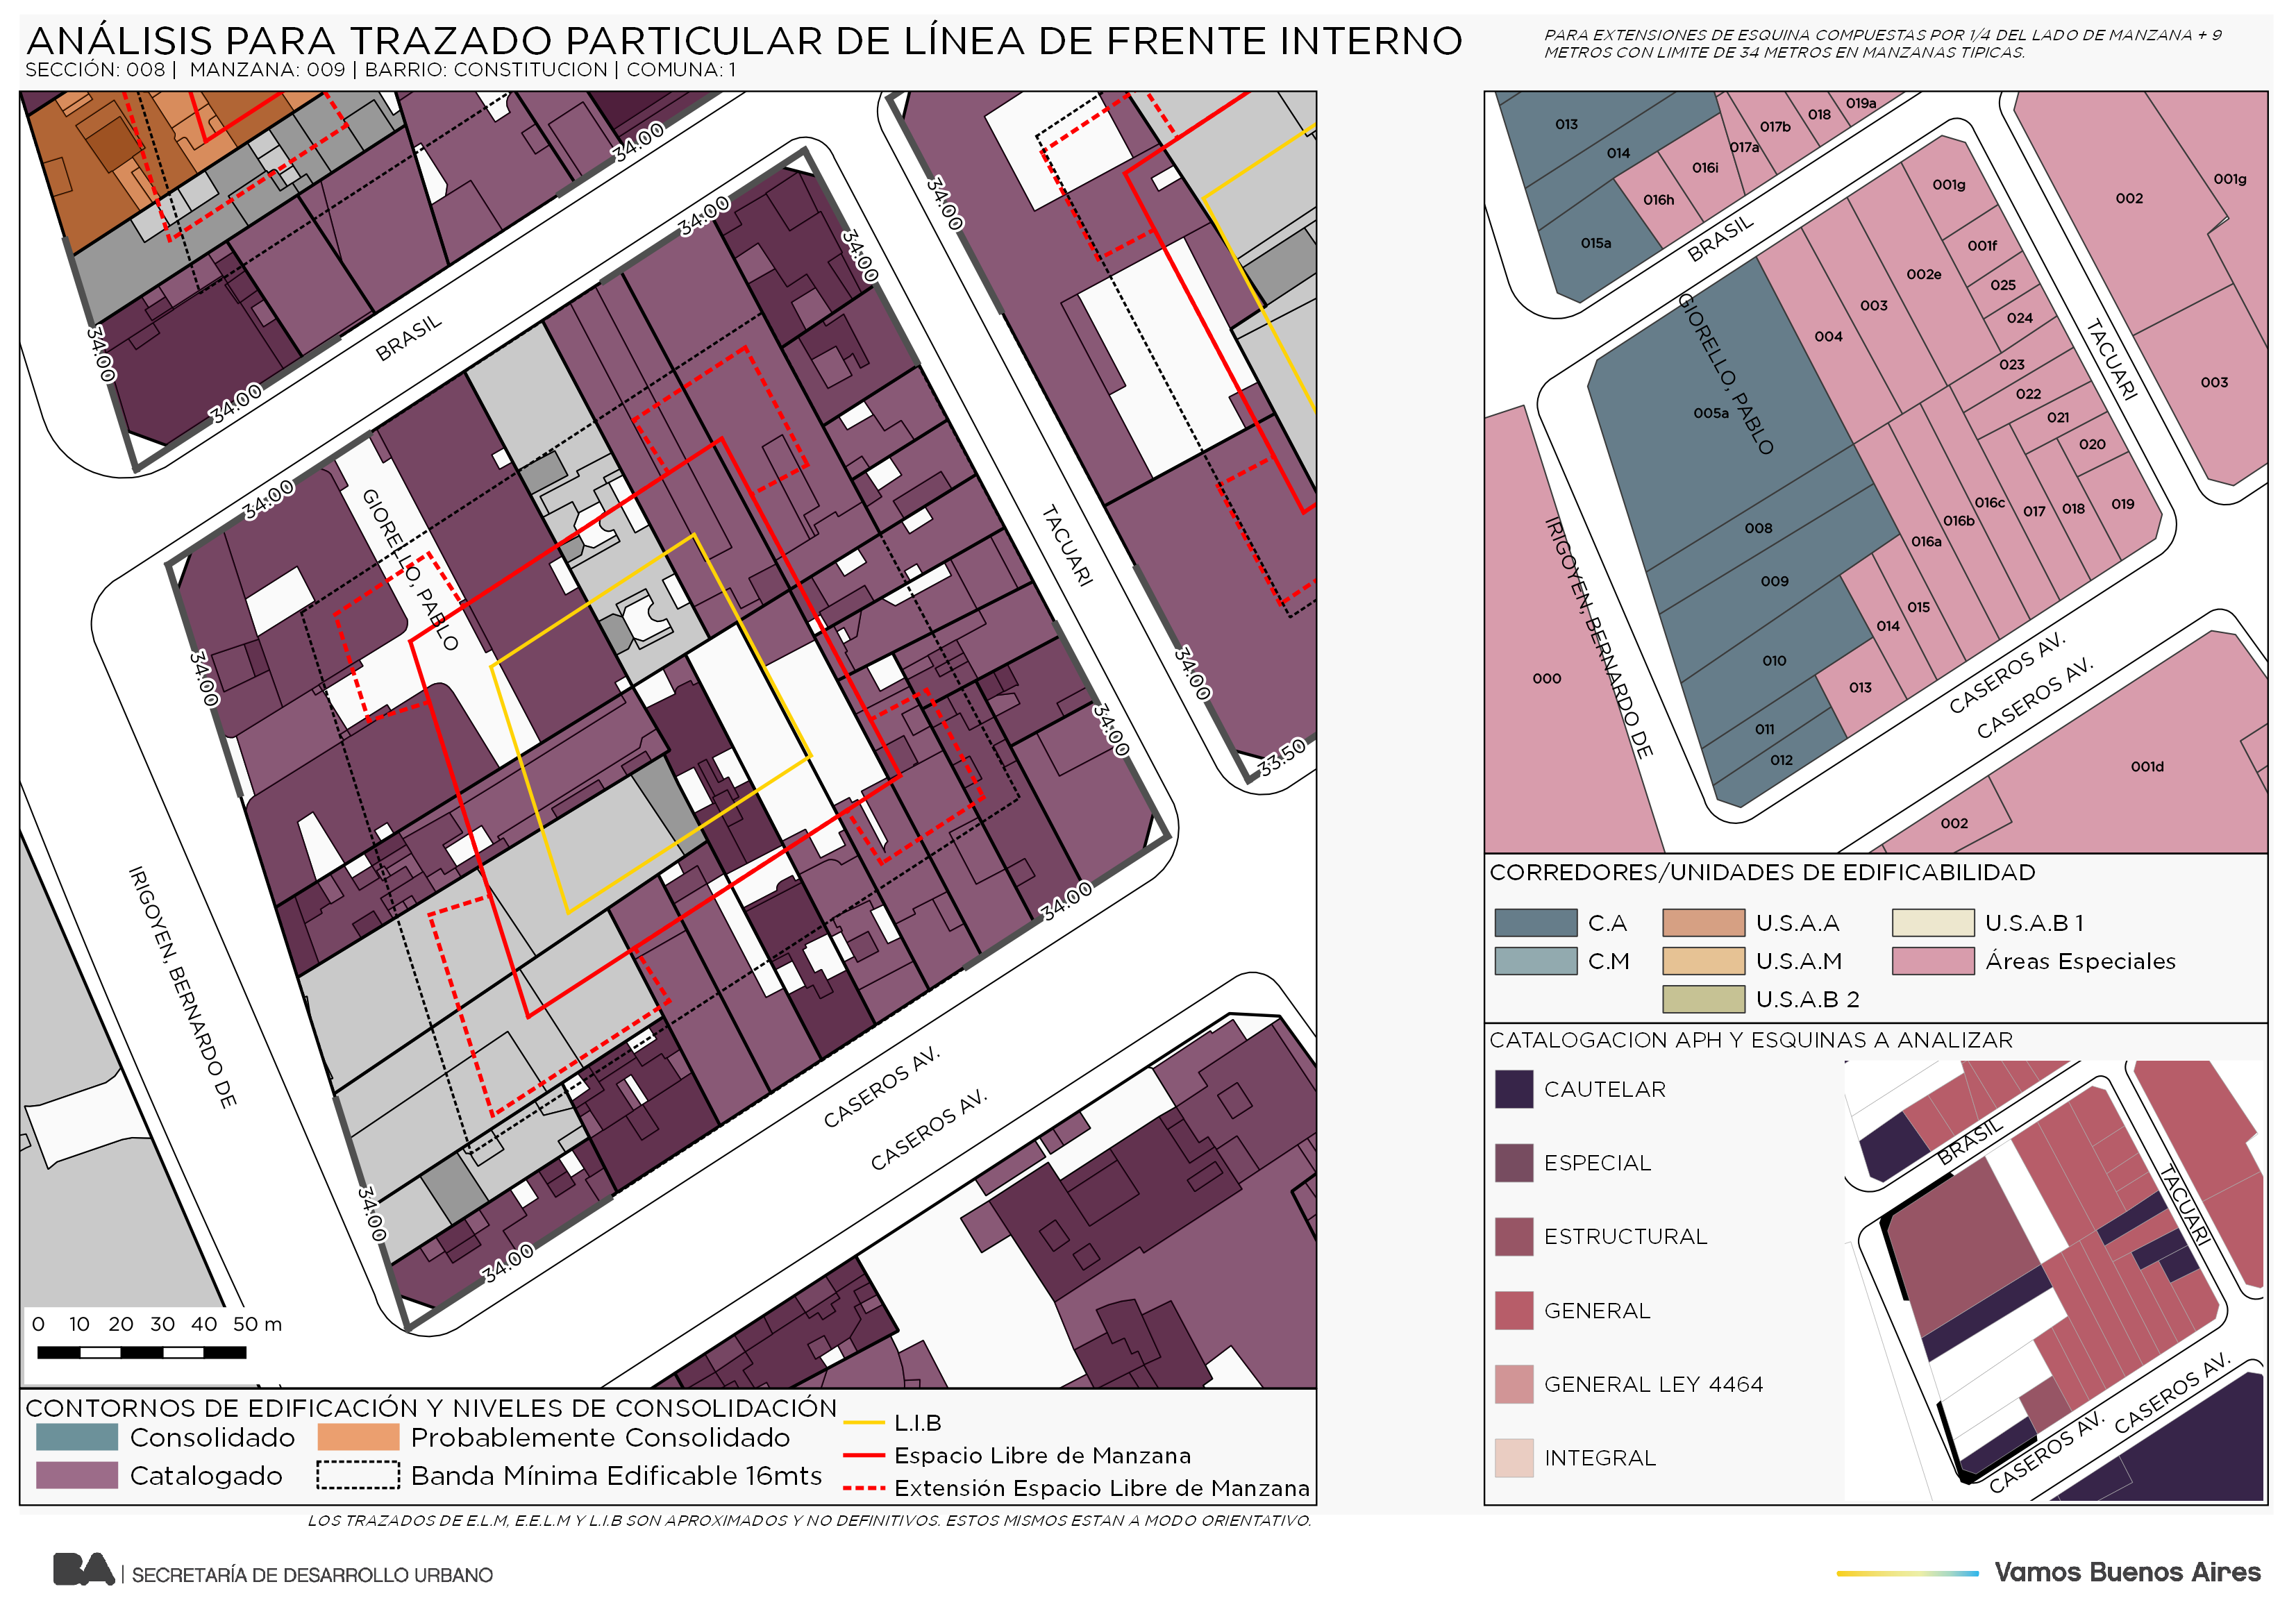 ANÁLISIS PARA TRAZADO PARTICULAR DE LÍNEA DE FRENTE INTERNO
SECCIÓN: 008 | MANZANA: 009 | BARRIO: CONSTITUCION | COMUNA: 1
PARA EXTENSIONES DE ESQUINA COMPUESTAS POR 1/4 DEL LADO DE MANZANA + 9
METROS CON LIMITE DE 34 METROS EN MANZANAS TIPICAS.
34.00
34.00
34.00
34.00
34.00
34.00
BRASIL
34.00
GIORELLO, PABLO
TACUARI
34.00
34.00
34.00
33.50
IRIGOYEN, BERNARDO DE
34.00
CASEROS AV.
CASEROS AV.
34.00
34.00
0 10 20 30 40 50 m
CONTORNOS DE EDIFICACIÓN Y NIVELES DE CONSOLIDACIÓN
Consolidado
Probablemente Consolidado
Catalogado
Banda Mínima Edificable 16mts
L.I.B
Espacio Libre de Manzana
Extensión Espacio Libre de Manzana
LOS TRAZADOS DE E.L.M, E.E.L.M Y L.I.B SON APROXIMADOS Y NO DEFINITIVOS. ESTOS MISMOS ESTAN A MODO ORIENTATIVO.
013
014
015a
016h
016i
017a
017b
018
019a
BRASIL
001g
002
001g
001f
025
024
002e
003
004
GIORELLO, PABLO
005a
TACUARI
003
023
022
021
020
019
018
017
016c
016b
016a
008
009
015
014
010
013
011
012
000
IRIGOYEN, BERNARDO DE
CASEROS AV.
CASEROS AV.
001d
002
CORREDORES/UNIDADES DE EDIFICABILIDAD
C.A
U.S.A.A
U.S.A.B 1
C.M
U.S.A.M
Áreas Especiales
U.S.A.B 2
CATALOGACION APH Y ESQUINAS A ANALIZAR
CAUTELAR
ESPECIAL
ESTRUCTURAL
GENERAL
GENERAL LEY 4464
INTEGRAL
BRASIL
TACUARI
CASEROS AV.
CASEROS AV.
BA | SECRETARÍA DE DESARROLLO URBANO
Vamos Buenos Aires